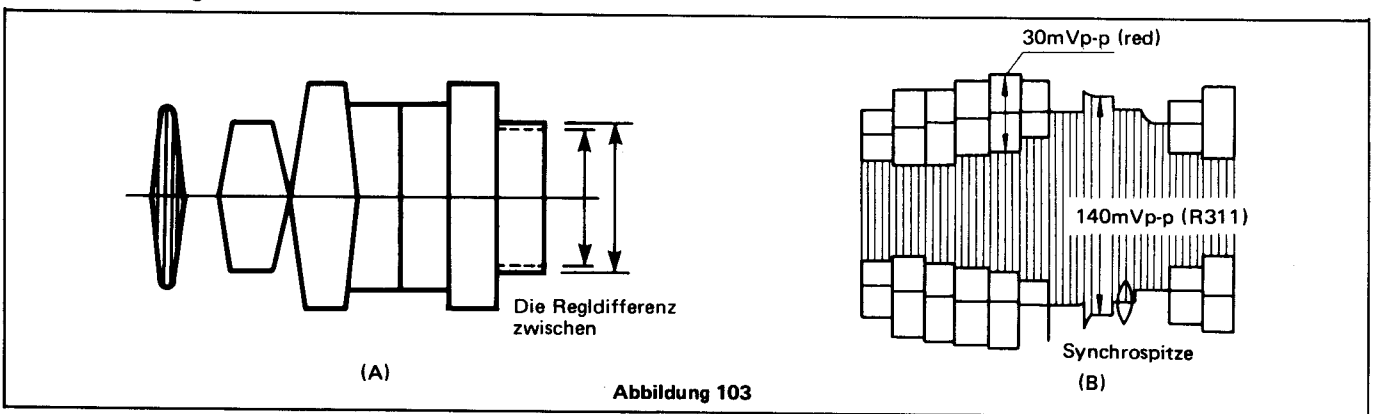 30mVp-p (red)
140mVp-p (R311)
Die Regldifferenz
zwischen
Synchrospitze
(A)
(B)
Abbildung 103